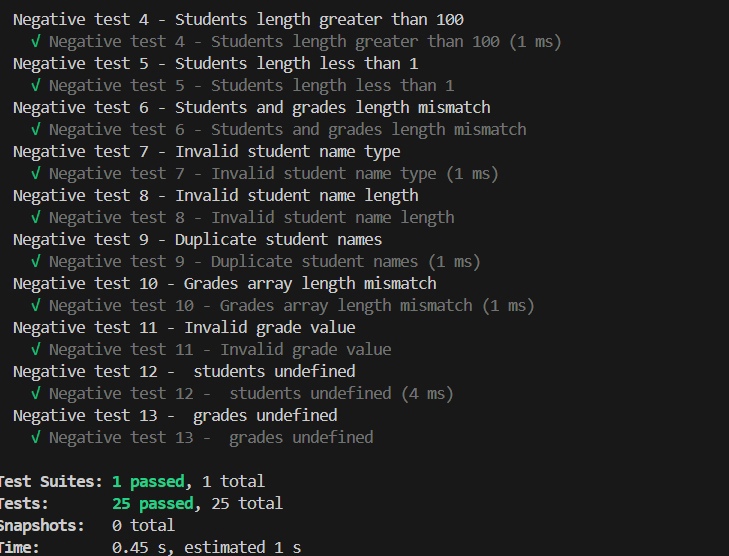 Negative test 4 - Students length greater than 100
√ Negative test 4 - Students length greater than 100 (1 ms)
Negative test 5 - Students length less than 1
√ Negative test 5 - Students length less than 1
Negative test 6 - Students and grades length mismatch
√ Negative test 6 - Students and grades length mismatch
Negative test 7 - Invalid student name type
√ Negative test 7 - Invalid student name type (1 ms)
Negative test 8 - Invalid student name length
√ Negative test 8 - Invalid student name length
Negative test 9 - Duplicate student names
√ Negative test 9 - Duplicate student names (1 ms)
Negative test 10 - Grades array length mismatch
√ Negative test 10 - Grades array length mismatch (1 ms)
Negative test 11 - Invalid grade value
√ Negative test 11 - Invalid grade value
Negative test 12 -  students undefined
√ Negative test 12 -  students undefined (4 ms)
Negative test 13 -  grades undefined
√ Negative test 13 -  grades undefined
Test Suites: 1 passed, 1 total
Tests:       25 passed, 25 total
Snapshots:   0 total
Time:        0.45 s, estimated 1 s